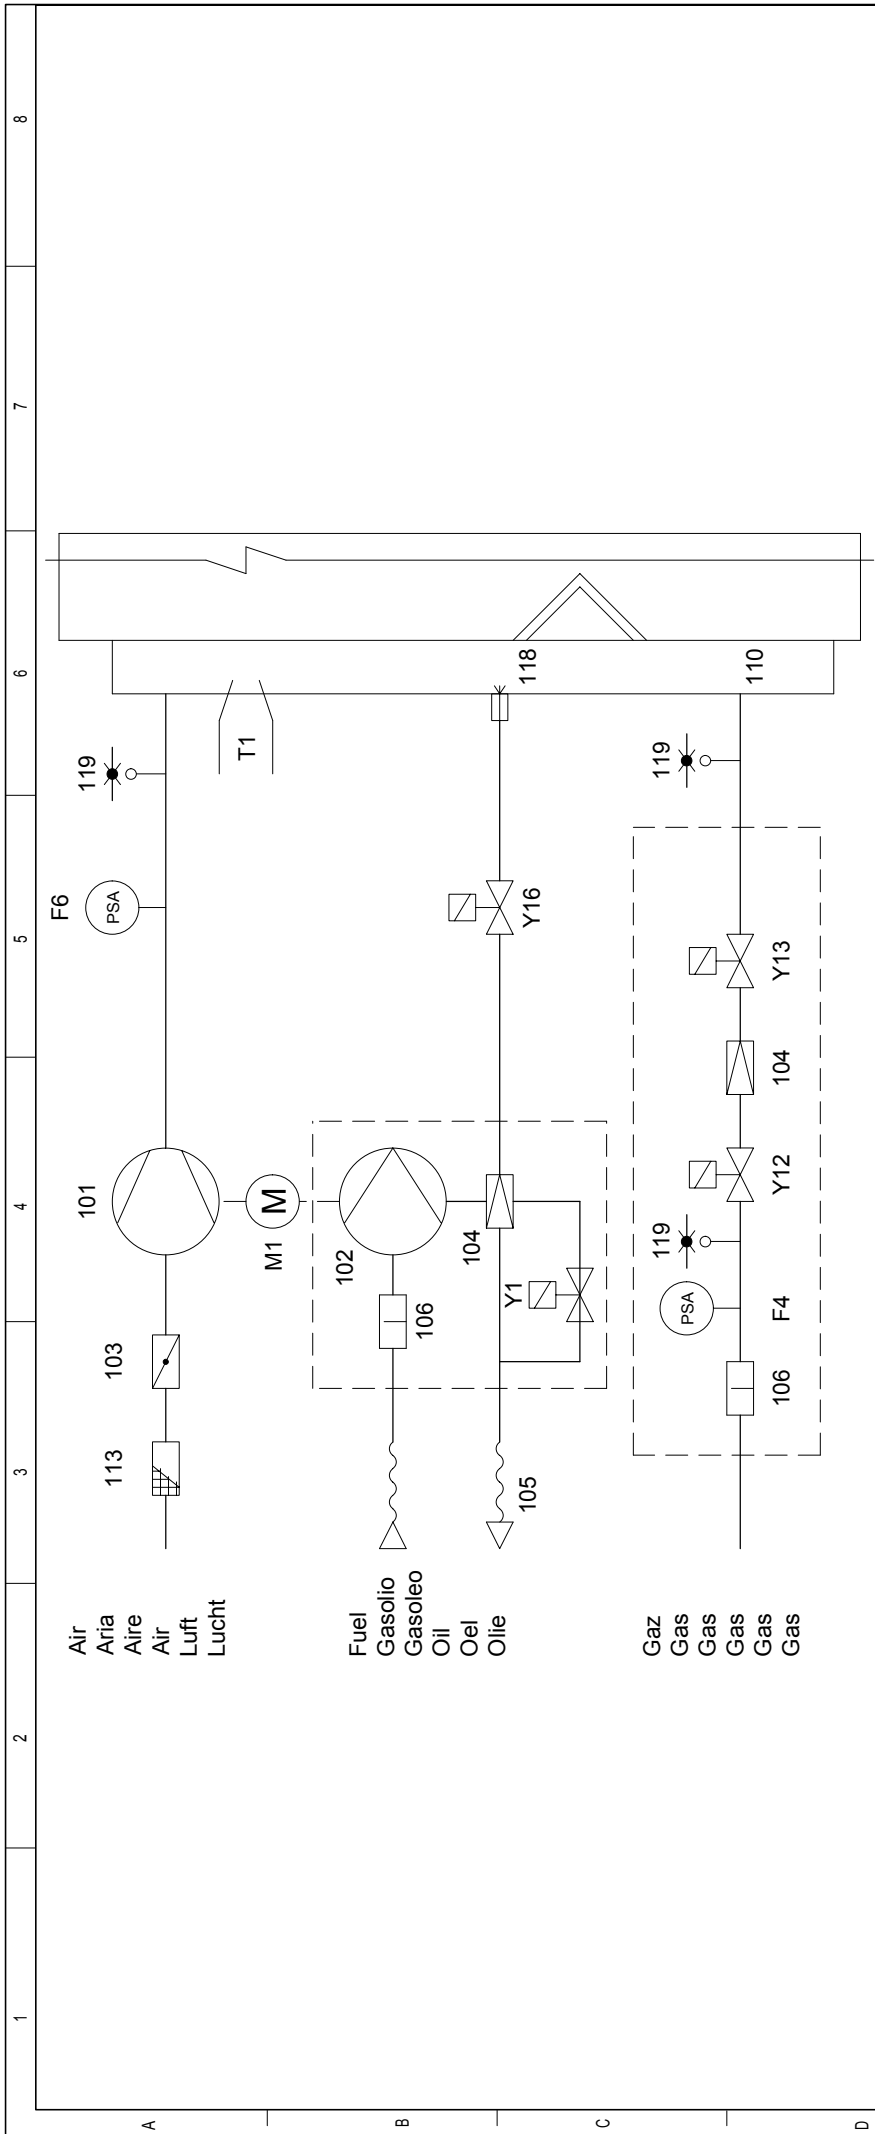 1
2
3
4
5
6
7
8
A
B
C
D
Air
Aria
Aire
Air
Luft
Lucht
113
103
101
F6
PSA
119
T1
M1
M
Fuel
Gasolio
Gasoleo
Oil
Oel
Olie
105
106
102
104
Y1
Y16
118
Gaz
Gas
Gas
Gas
Gas
Gas
106
PSA
F4
119
Y12
104
Y13
119
110